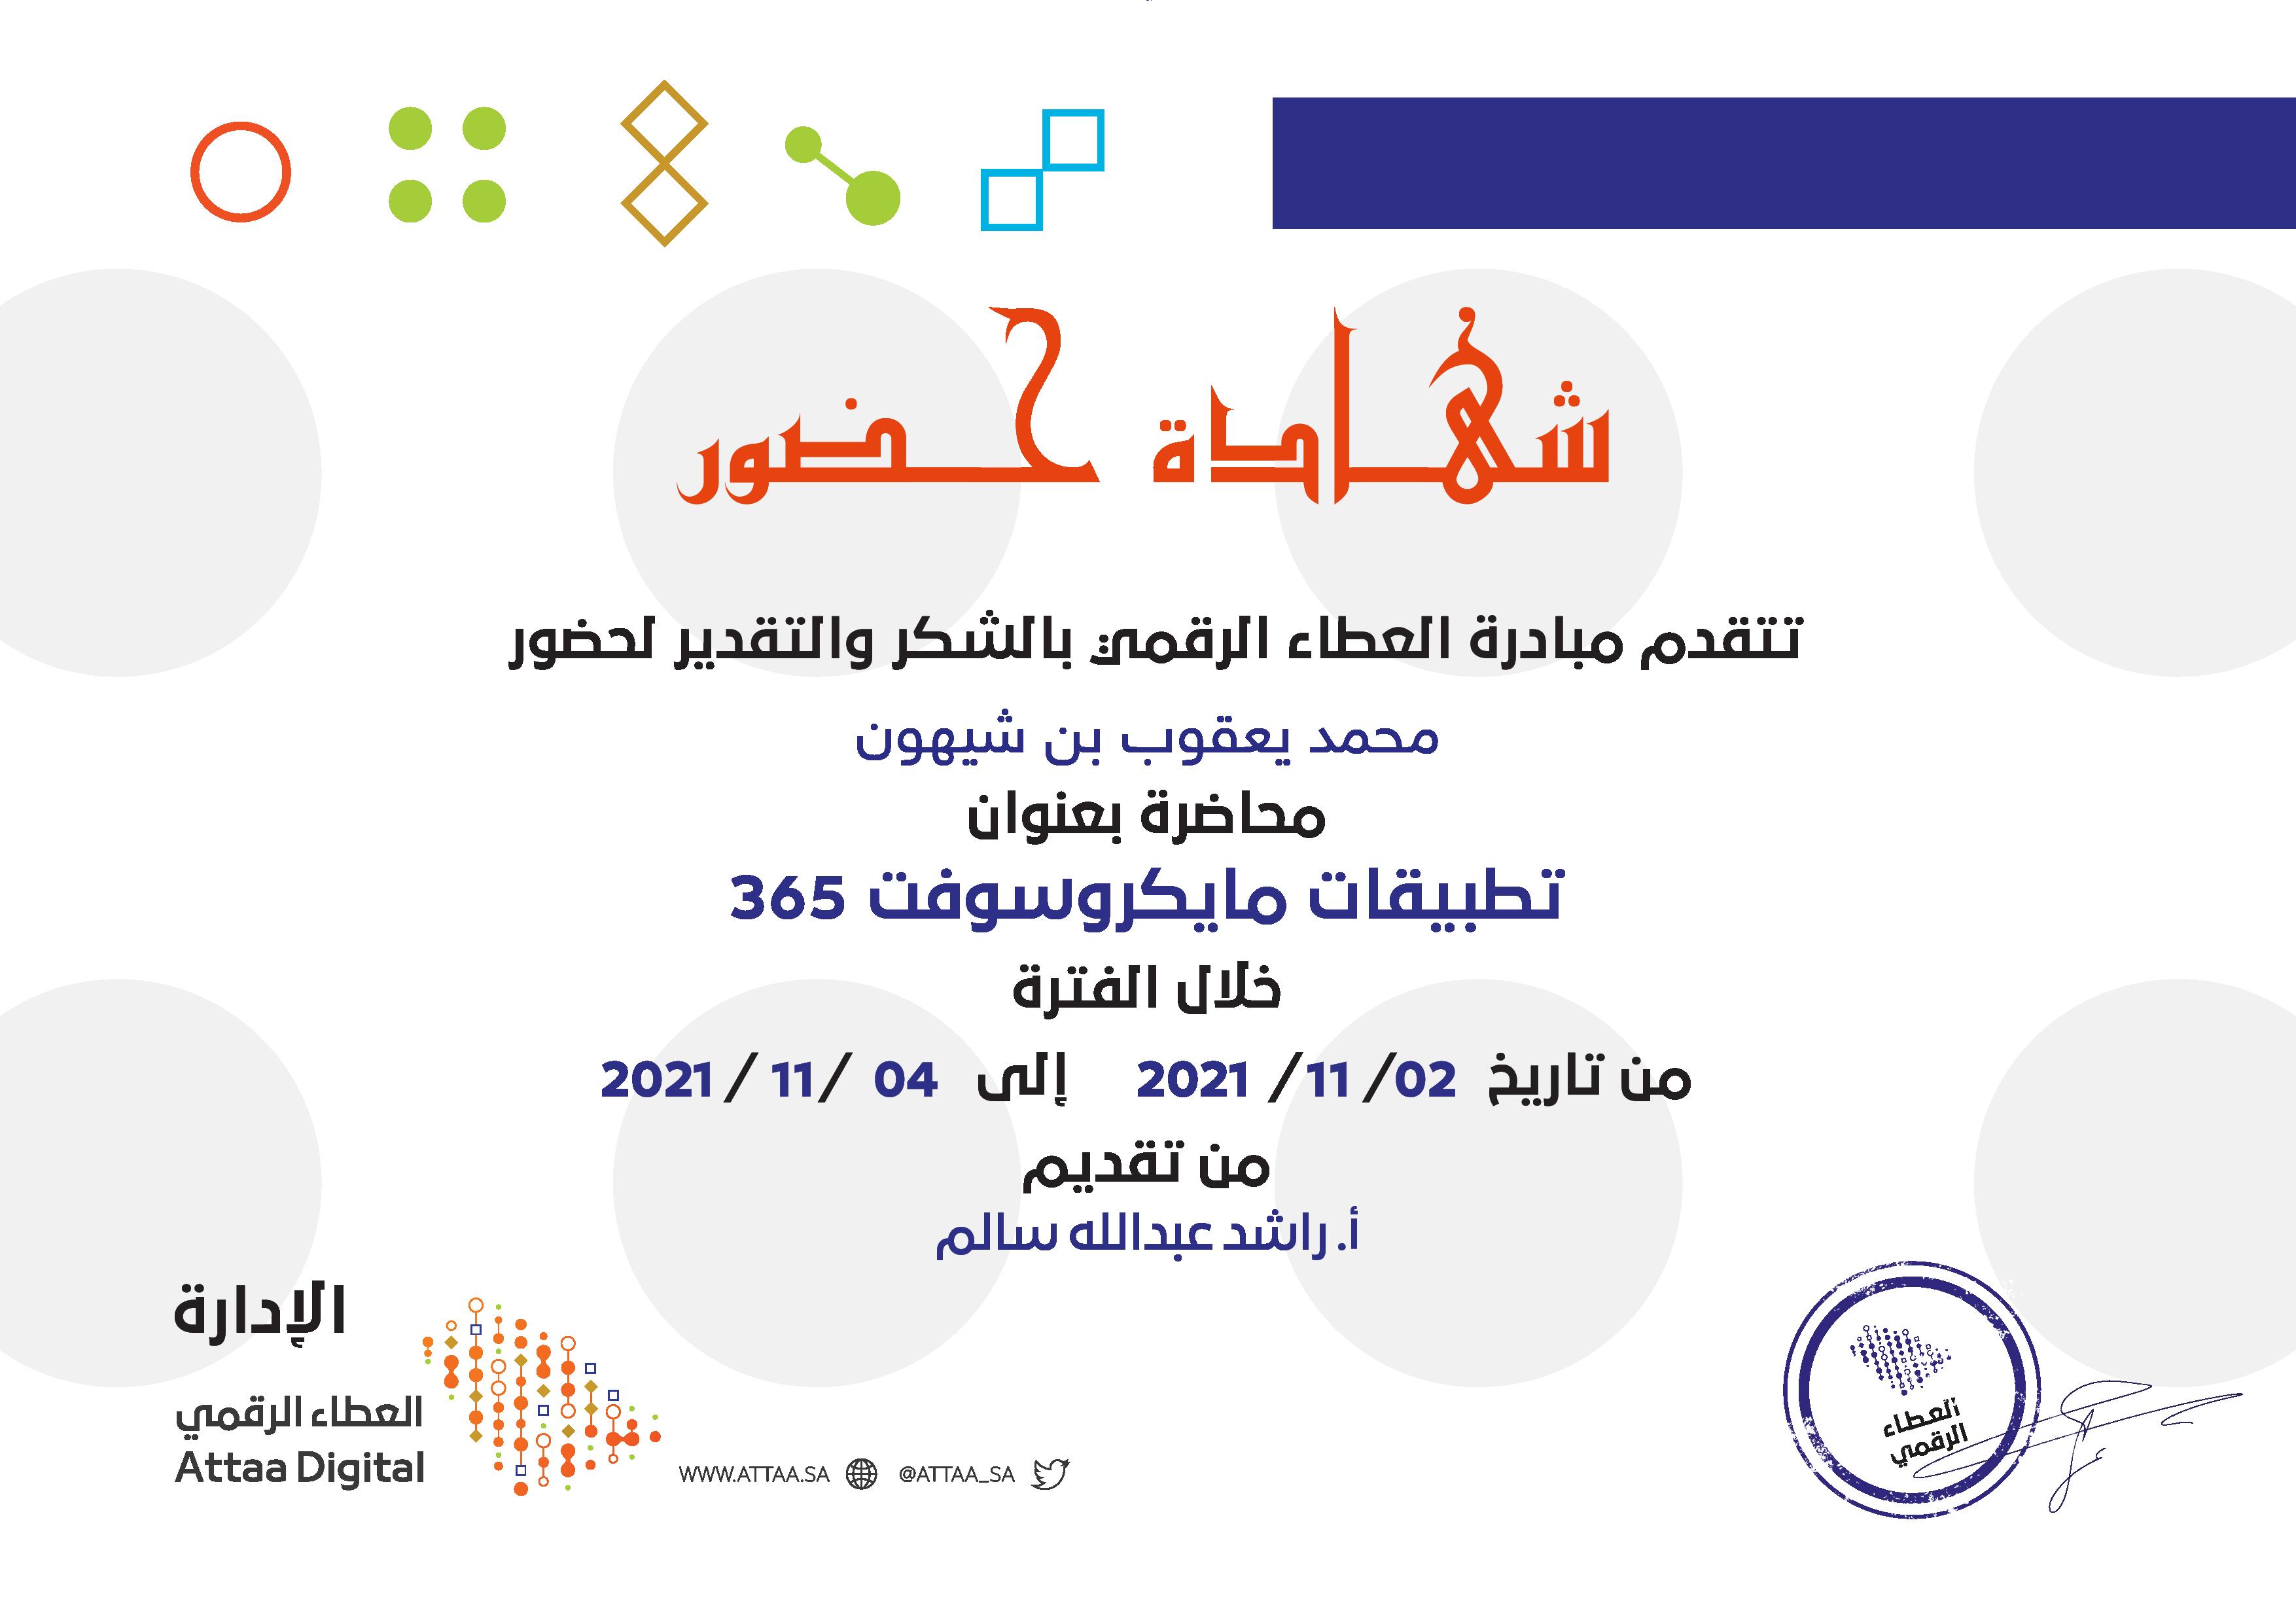 شهادة حضور
تتقدم مبادرة العطاء الرقمي بالشكر والتقدير لحضور
محمد يعقوب بن شيهون
محاضرة بعنوان
تطبيقات مايكروسوفت 365
خلال الفترة
من تاريخ 02/ 11/ 2021 إلى 04 /11 / 2021
من تقديم
أ. راشد عبدالله سالم
الإدارة
العطاء الرقمي
Attaa Digital
WWW.ATTAA.SA @ATTAA_SA
العطاء
الرقمي